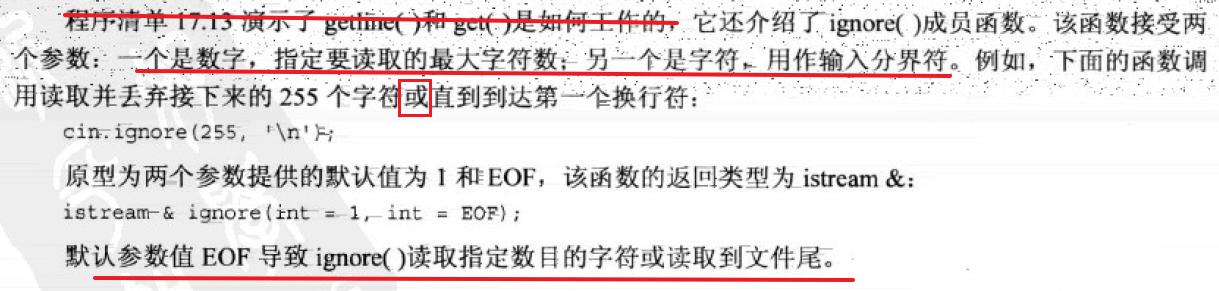 程序清单 17.13 演示了 getline( )和 get( )是如何工作的，它还介绍了 ignore( )成员函数。该函数接受两
个参数：一个是数字，指定要读取的最大字符数；另一个是字符，用作输入分界符。例如，下面的函数调
用读取并丢弃接下来的 255 个字符或直到到达第一个换行符：
cin.ignore(255, '\n');
原型为两个参数提供的默认值为 1 和 EOF，该函数的返回类型为 istream &：
istream & ignore(int = 1, int = EOF);
默认参数值 EOF 导致 ignore( )读取指定数目的字符或读取到文件尾。